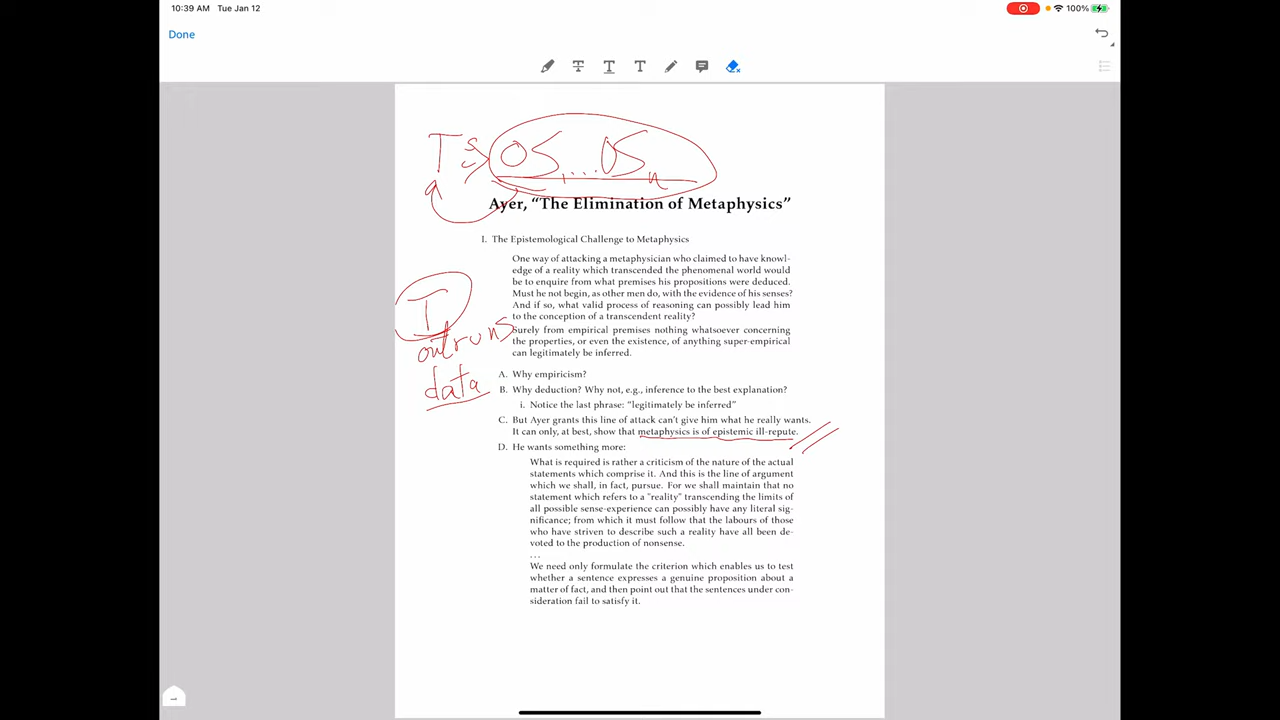 10:39 AM Tue Jan 12
100%
Done
T
OS, ... OSn
Ayer, “The Elimination of Metaphysics”
I. The Epistemological Challenge to Metaphysics
One way of attacking a metaphysician who claimed to have knowl-
edge of a reality which transcended the phenomenal world would
be to enquire from what premises his propositions were deduced.
Must he not begin, as other men do, with the evidence of his senses?
And if so, what valid process of reasoning can possibly lead him
to the conception of a transcendent reality?
Surely from empirical premises nothing whatsoever concerning
the properties, or even the existence, of anything super-empirical
can legitimately be inferred.
T
outruns
data
A. Why empiricism?
B. Why deduction? Why not, e.g., inference to the best explanation?
i. Notice the last phrase: “legitimately be inferred”
C. But Ayer grants this line of attack can’t give him what he really wants.
It can only, at best, show that metaphysics is of epistemic ill-repute.
D. He wants something more:
What is required is rather a criticism of the nature of the actual
statements which comprise it. And this is the line of argument
which we shall, in fact, pursue. For we shall maintain that no
statement which refers to a "reality" transcending the limits of
all possible sense-experience can possibly have any literal sig-
nificance; from which it must follow that the labours of those
who have striven to describe such a reality have all been de-
voted to the production of nonsense.
...
We need only formulate the criterion which enables us to test
whether a sentence expresses a genuine proposition about a
matter of fact, and then point out that the sentences under con-
sideration fail to satisfy it.